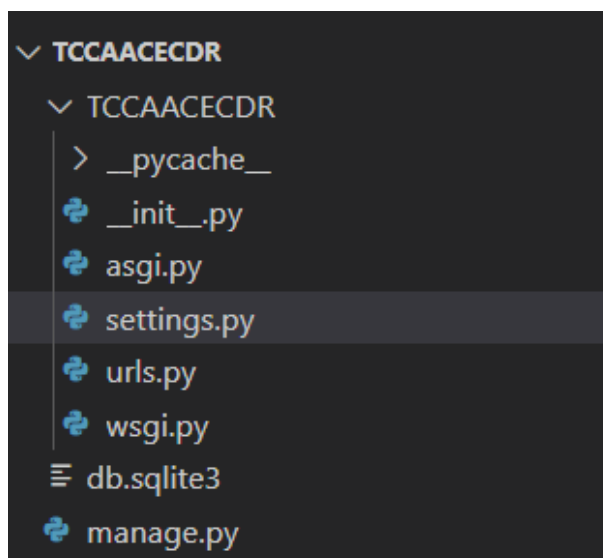 TCCAACECDR
TCCAACECDR
__pycache__
__init__.py
asgi.py
settings.py
urls.py
wsgi.py
db.sqlite3
manage.py